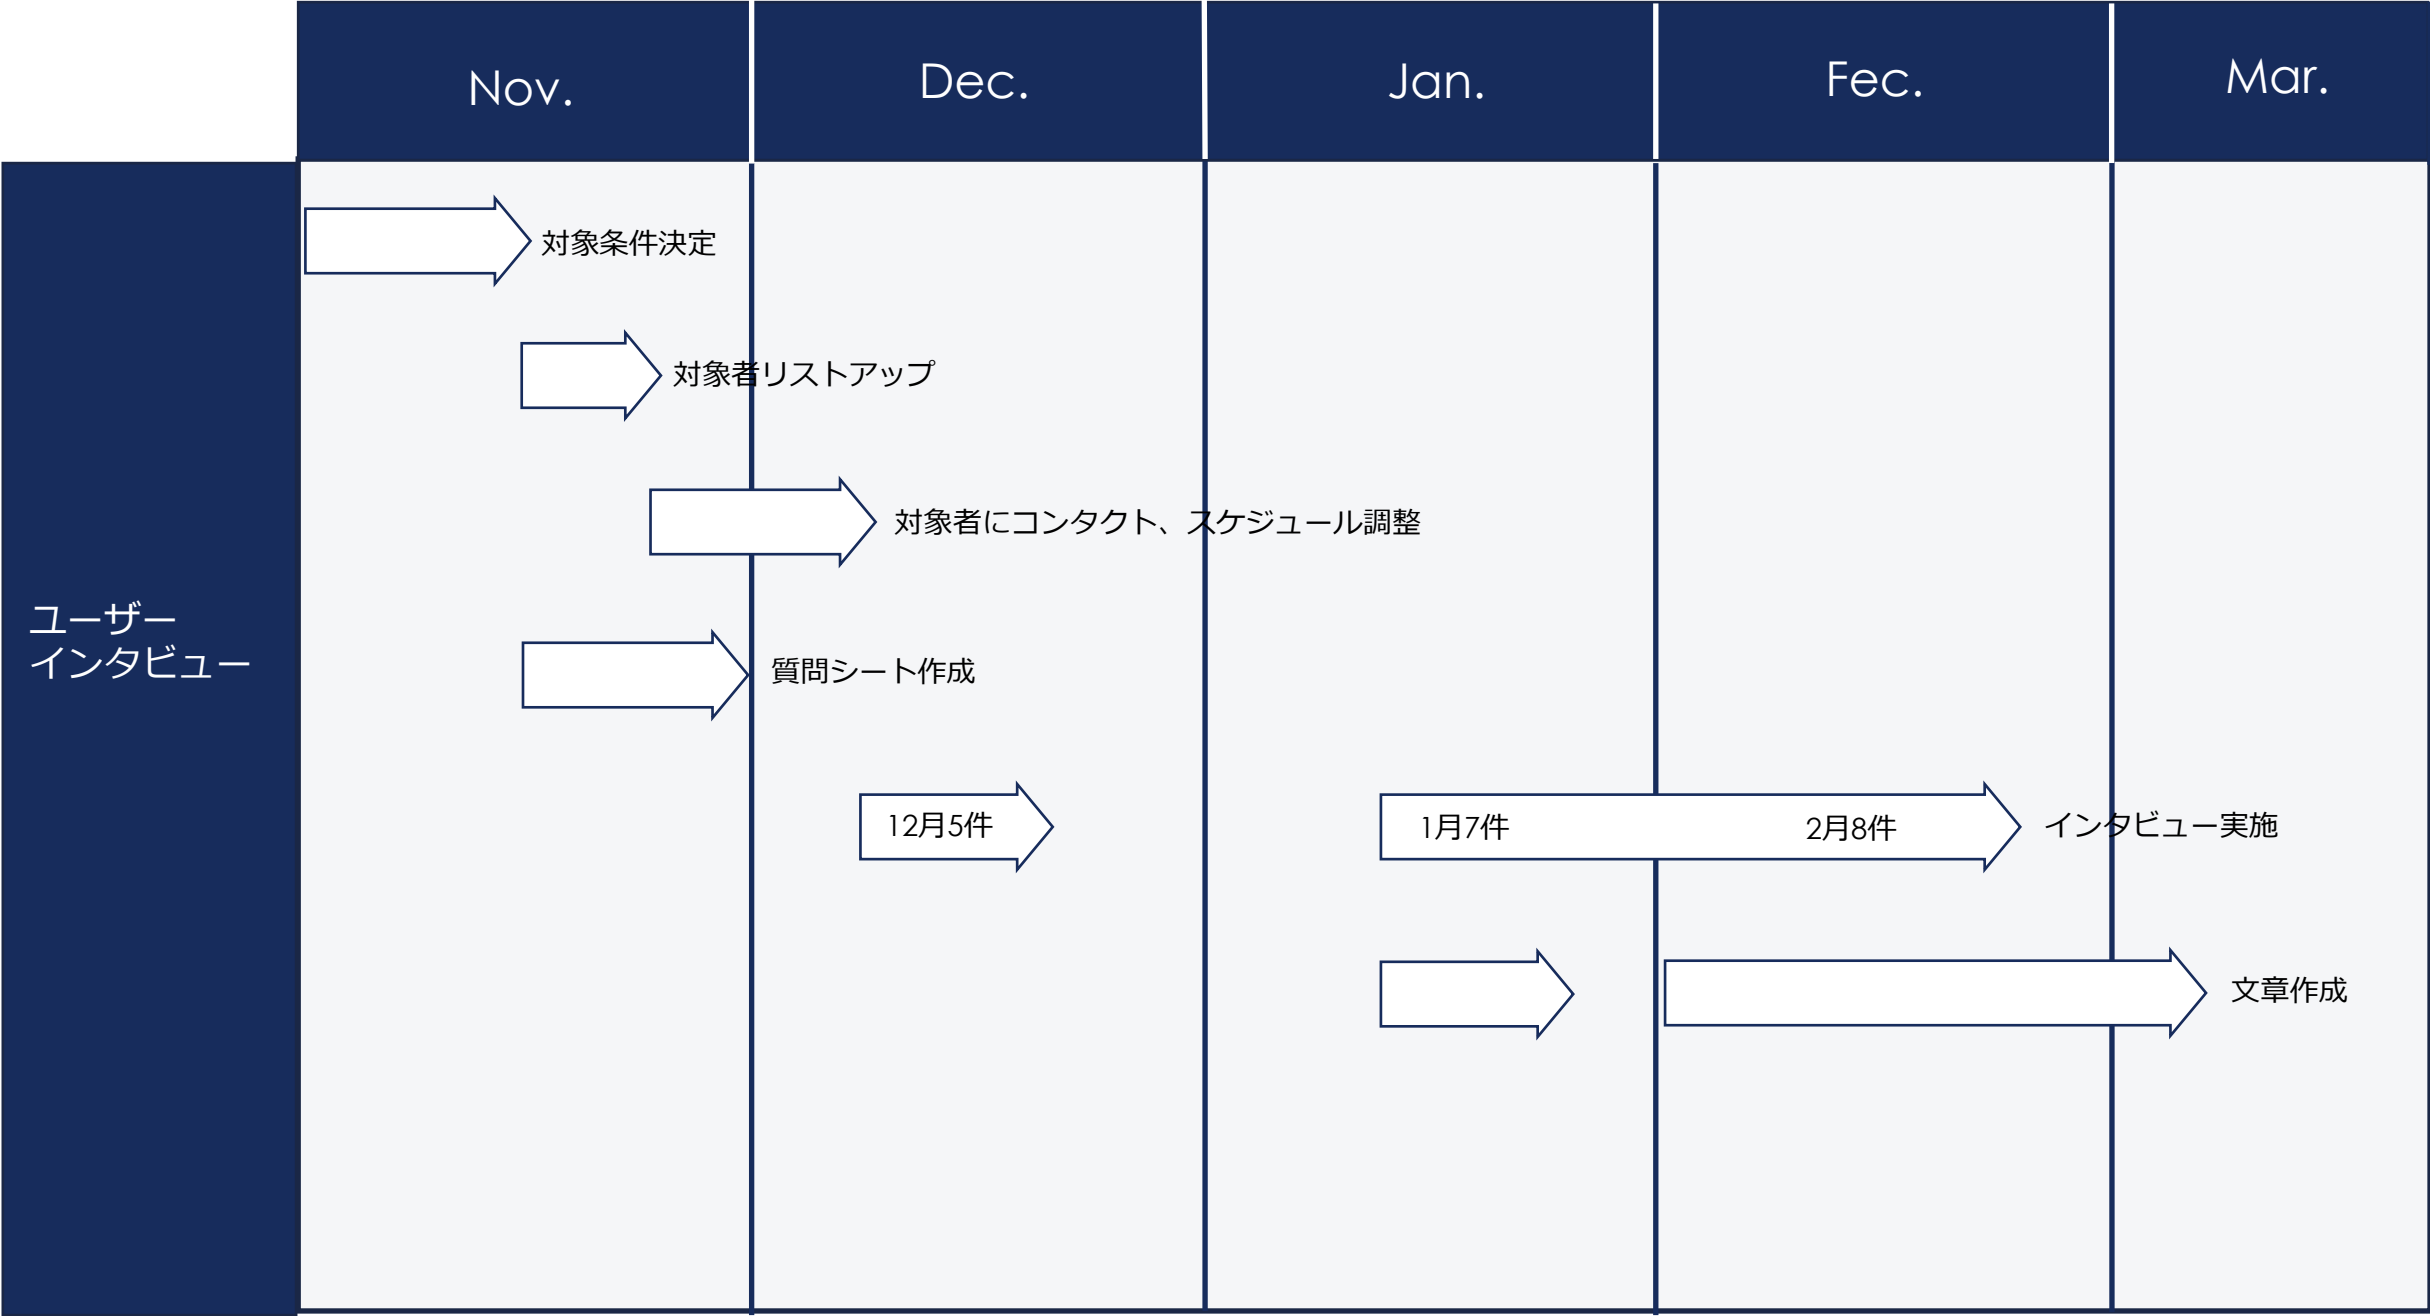 Nov.
Dec.
Jan.
Fec.
Mar.
ユーザー
インタビュー
対象条件決定
対象者リストアップ
対象者にコンタクト、スケジュール調整
質問シート作成
12月5件
1月7件
2月8件
インタビュー実施
文章作成